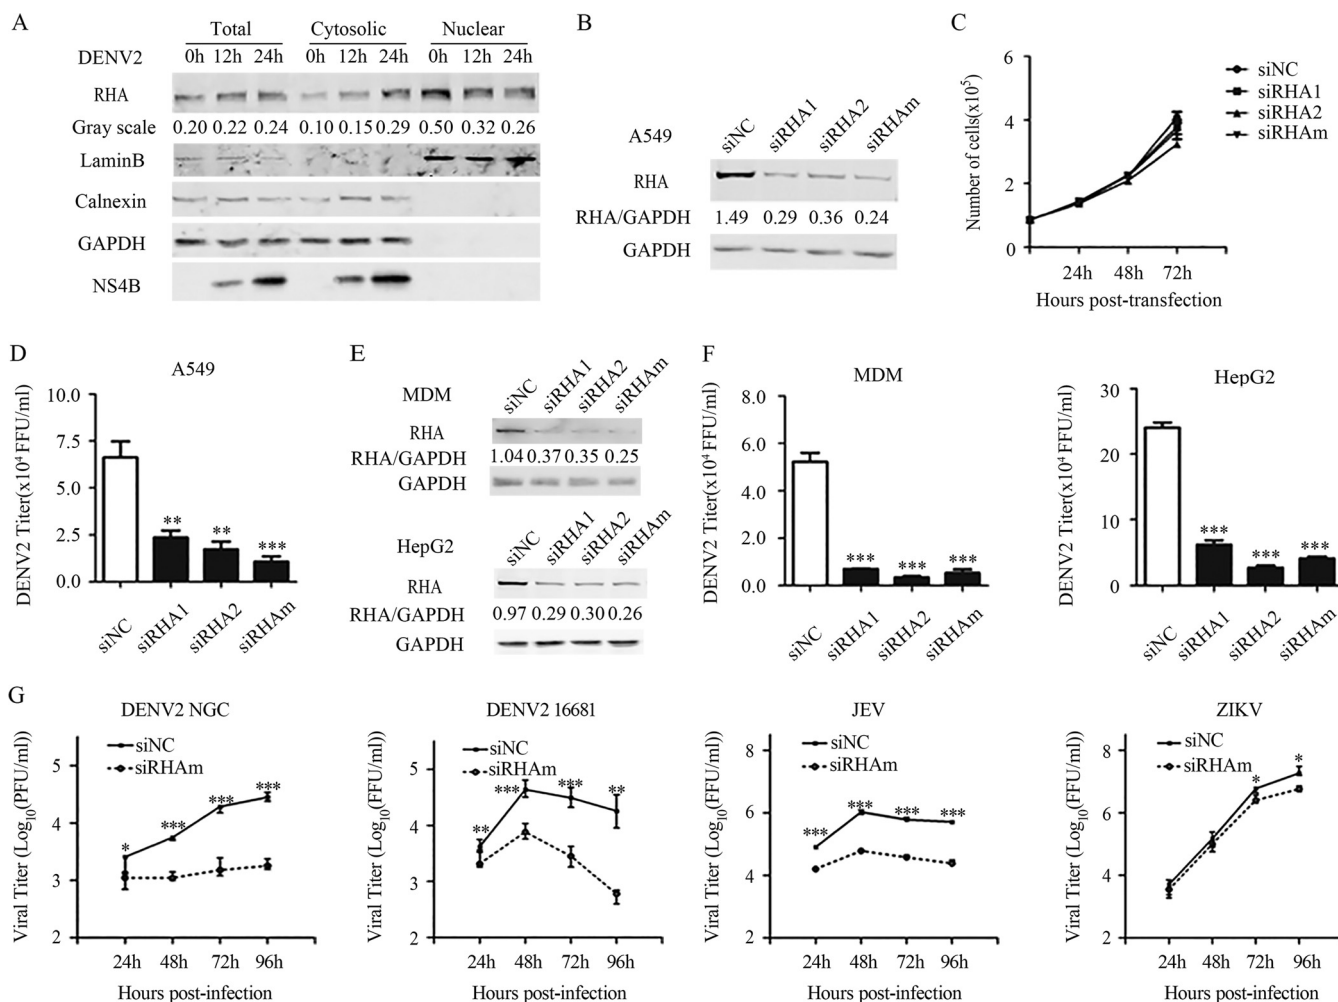 A
Total Cytosolic Nuclear
DENV2 0h 12h 24h 0h 12h 24h 0h 12h 24h
RHA
Gray scale 0.20 0.22 0.24 0.10 0.15 0.29 0.50 0.32 0.26
LaminB
Calnexin
GAPDH
NS4B
B
A549 siNC siRHA1 siRHA2 siRHAm
RHA
RHA/GAPDH 1.49 0.29 0.36 0.24
GAPDH
C
Number of cells(x10⁵)
6
4
2
0
24h 48h 72h
Hours post-transfection
siNC
siRHA1
siRHA2
siRHAm
D
A549
DENV2 Titer(x10⁴ FFU/ml)
10.0
7.5
5.0
2.5
0.0
** ** ***
siNC siRHA1 siRHA2 siRHAm
E
MDM siNC siRHA1 siRHA2 siRHAm
RHA
RHA/GAPDH 1.04 0.37 0.35 0.25
GAPDH
HepG2 siNC siRHA1 siRHA2 siRHAm
RHA
RHA/GAPDH 0.97 0.29 0.30 0.26
GAPDH
F
MDM
DENV2 Titer(x10⁴ FFU/ml)
8.0
6.0
4.0
2.0
0.0
*** *** ***
siNC siRHA1 siRHA2 siRHAm
HepG2
DENV2 Titer(x10⁴ FFU/ml)
30
20
10
0
*** *** ***
siNC siRHA1 siRHA2 siRHAm
G
DENV2 NGC
Viral Titer (Log₁₀(PFU/ml))
5
4
3
2
siNC
siRHAm
* *** *** ***
24h 48h 72h 96h
Hours post-infection
DENV2 16681
Viral Titer (Log₁₀(FFU/ml))
5
4
3
2
siNC
siRHAm
** *** *** **
24h 48h 72h 96h
Hours post-infection
JEV
Viral Titer (Log₁₀(FFU/ml))
8
6
4
2
siNC
siRHAm
*** *** *** ***
24h 48h 72h 96h
Hours post-infection
ZIKV
Viral Titer (Log₁₀(FFU/ml))
8
6
4
2
siNC
siRHAm
* *
24h 48h 72h 96h
Hours post-infection